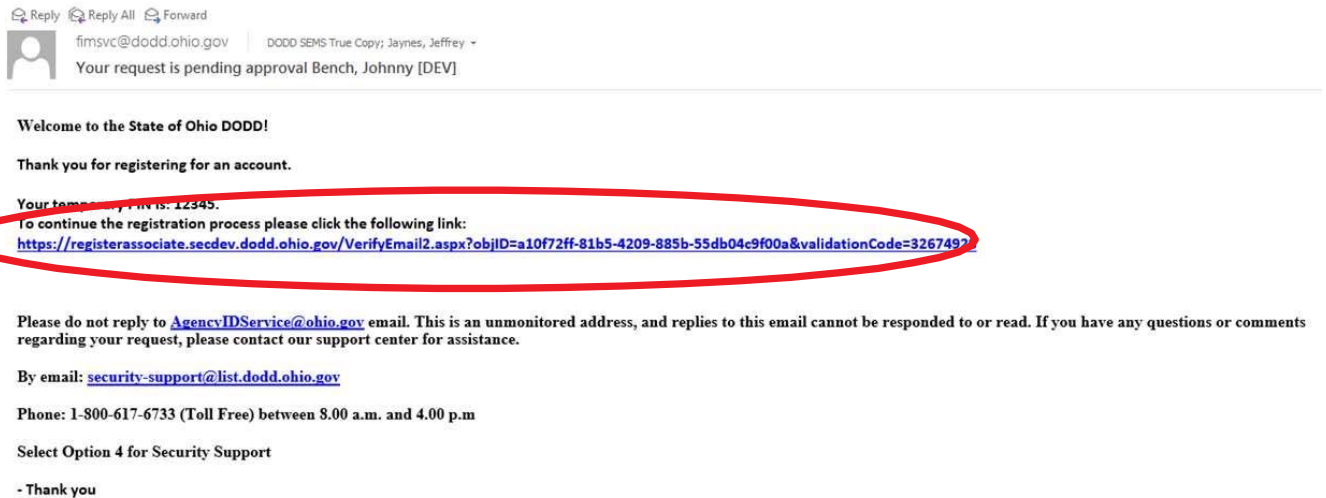 Reply Reply All Forward
fimsvc@dodd.ohio.gov DODD SEMS True Copy; Jaynes, Jeffrey
Your request is pending approval Bench, Johnny [DEV]
Welcome to the State of Ohio DODD!
Thank you for registering for an account.
Your temporary PIN is: 12345.
To continue the registration process please click the following link:
https://registerassociate.secdev.dodd.ohio.gov/VerifyEmail2.aspx?objID=a10f72ff-81b5-4209-885b-55db04c9f00a&validationCode=3267492
Please do not reply to AgencyIDService@ohio.gov email. This is an unmonitored address, and replies to this email cannot be responded to or read. If you have any questions or comments
regarding your request, please contact our support center for assistance.
By email: security-support@list.dodd.ohio.gov
Phone: 1-800-617-6733 (Toll Free) between 8.00 a.m. and 4.00 p.m
Select Option 4 for Security Support
- Thank you